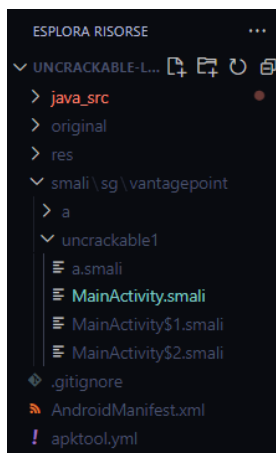 ESPLORA RISORSE
UNCRACKABLE-L...
java_src
original
res
smali\sg\vantagepoint
a
uncrackable1
a.smali
MainActivity.smali
MainActivity$1.smali
MainActivity$2.smali
.gitignore
AndroidManifest.xml
apktool.yml